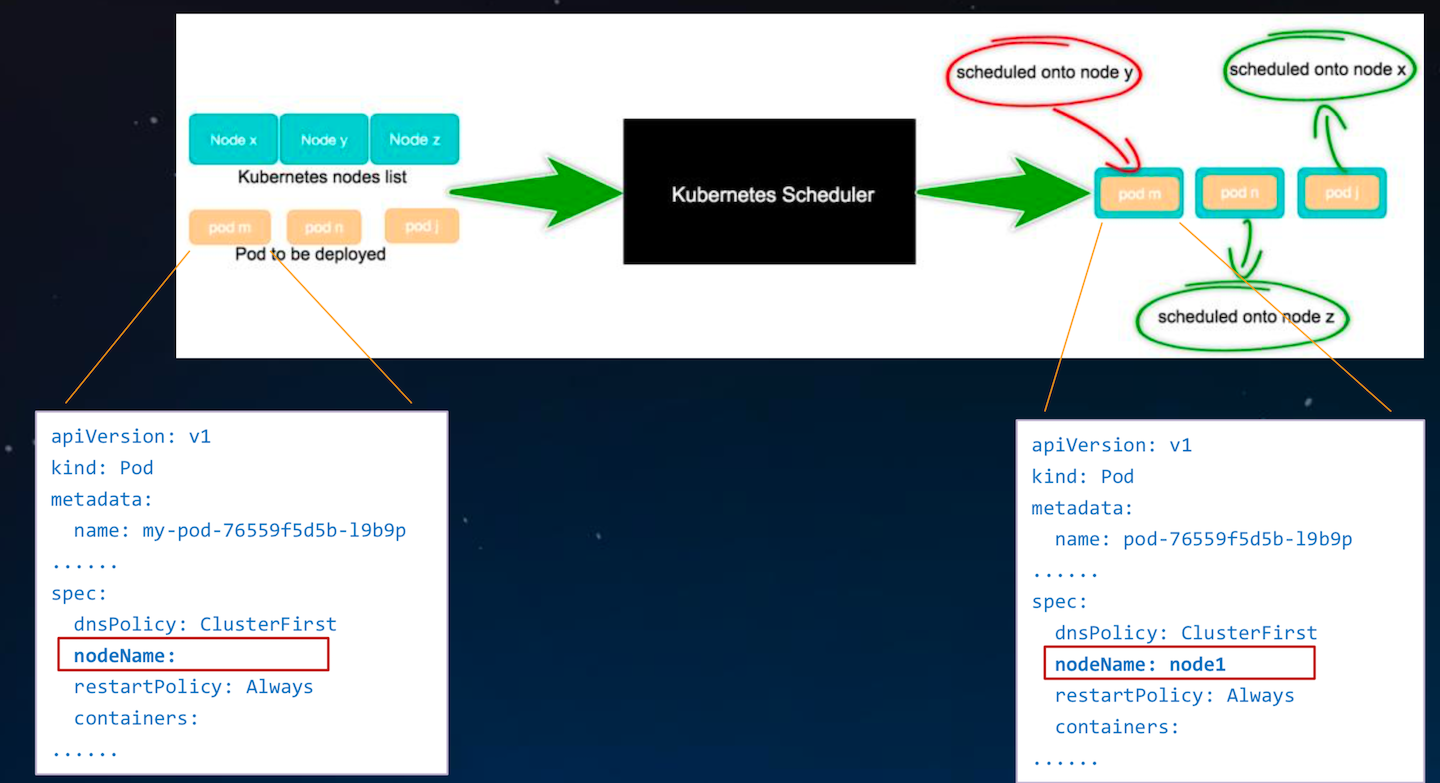 scheduled onto node y
scheduled onto node x
Node x
Node y
Node z
Kubernetes nodes list
pod m
pod n
pod j
Pod to be deployed
Kubernetes Scheduler
pod m
pod n
pod j
scheduled onto node z
apiVersion: v1
kind: Pod
metadata:
  name: my-pod-76559f5d5b-l9b9p
......
spec:
  dnsPolicy: ClusterFirst
  nodeName:
  restartPolicy: Always
  containers:
......
apiVersion: v1
kind: Pod
metadata:
  name: pod-76559f5d5b-l9b9p
......
spec:
  dnsPolicy: ClusterFirst
  nodeName: node1
  restartPolicy: Always
  containers:
......